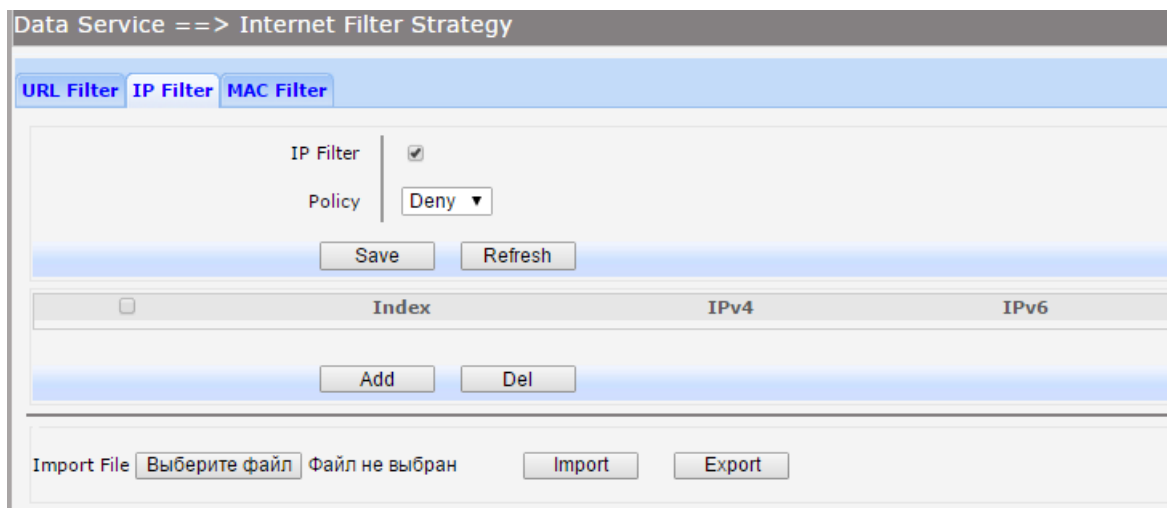 Data Service ==> Internet Filter Strategy
URL Filter IP Filter MAC Filter
IP Filter
Policy Deny
Save Refresh
Index IPv4 IPv6
Add Del
Import File Выберите файл Файл не выбран Import Export